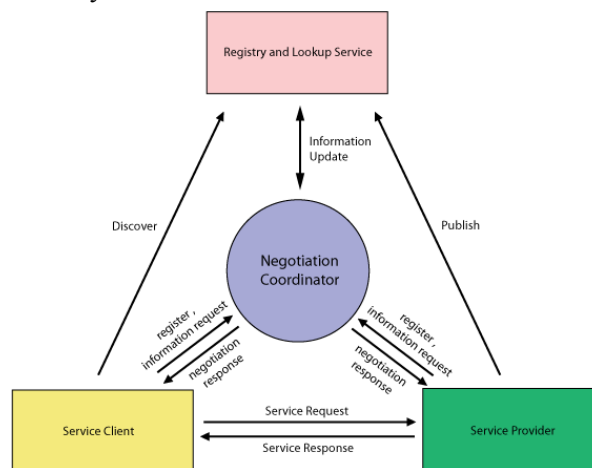 Registry and Lookup Service
Information
Update
Discover
Publish
Negotiation
Coordinator
register ,
information request
negotiation
response
register ,
information request
negotiation
response
Service Request
Service Client
Service Provider
Service Response